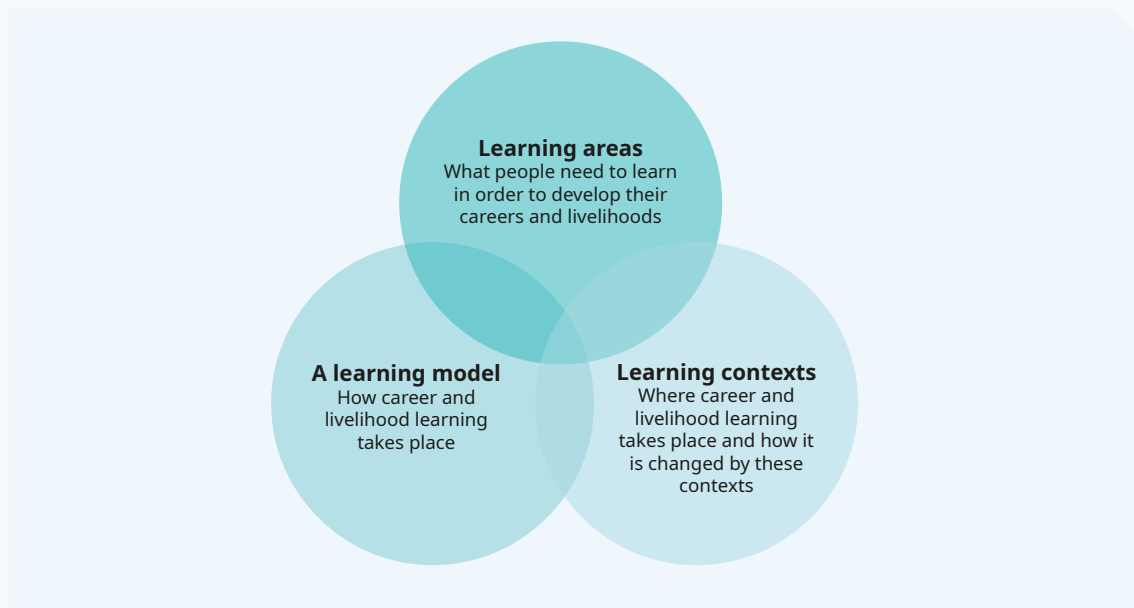 Learning areas
What people need to learn
in order to develop their
careers and livelihoods
A learning model
How career and
livelihood learning
takes place
Learning contexts
Where career and
livelihood learning
takes place and how it
is changed by these
contexts